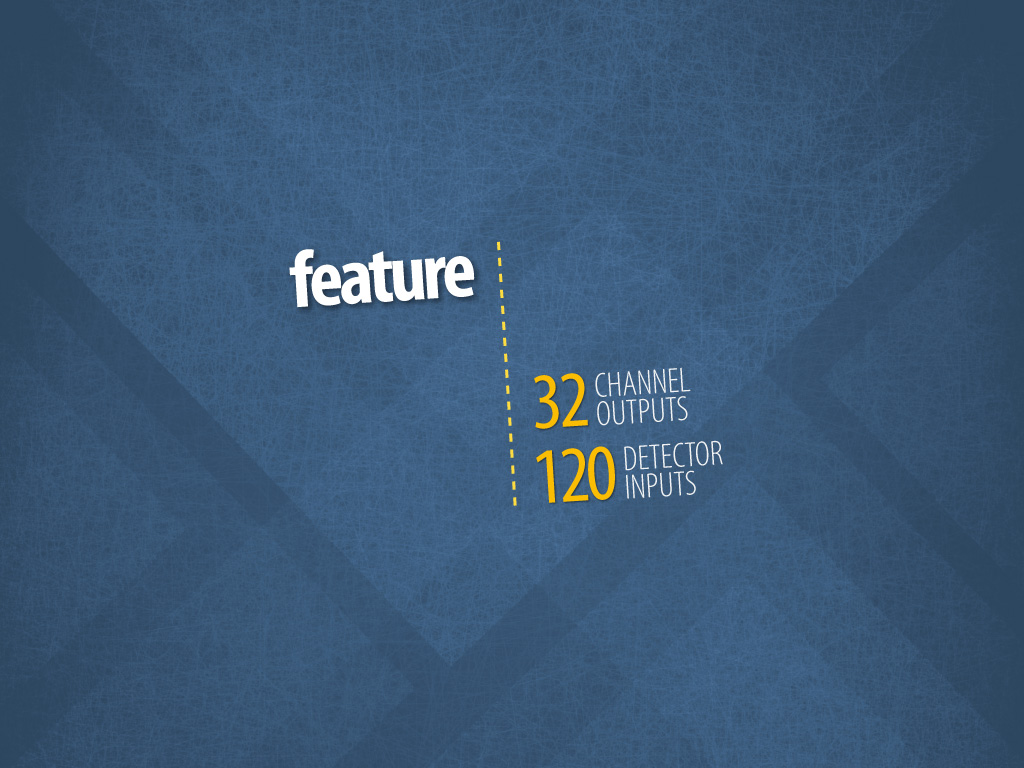 feature
32 CHANNEL
OUTPUTS
120 DETECTOR
INPUTS